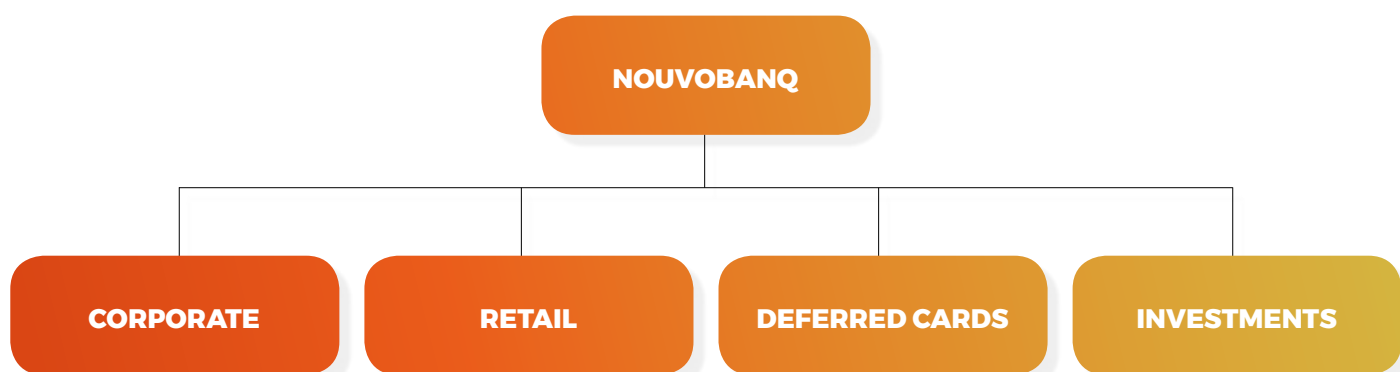 NOUVOBANQ
CORPORATE
RETAIL
DEFERRED CARDS
INVESTMENTS